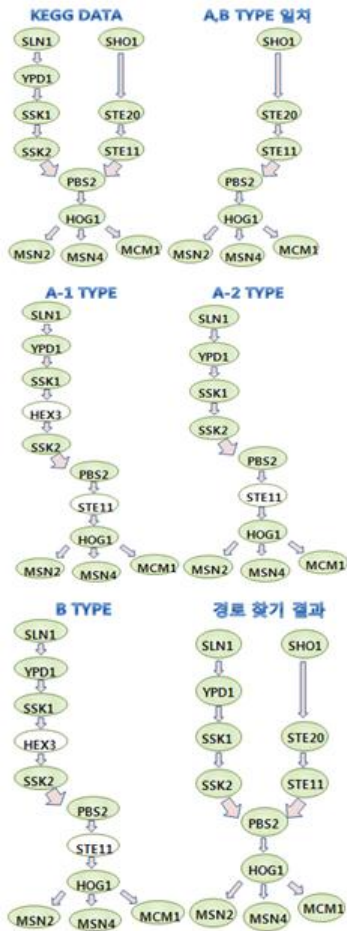 KEGG DATA
SLN1 SHO1
YPD1
SSK1 STE20
SSK2 STE11
PBS2
HOG1
MSN2 MSN4 MCM1
A,B TYPE 일치
SHO1
STE20
STE11
PBS2
HOG1
MSN2 MSN4 MCM1
A-1 TYPE
SLN1
YPD1
SSK1
HEX3
SSK2
PBS2
STE11
HOG1
MSN2 MSN4 MCM1
A-2 TYPE
SLN1
YPD1
SSK1
SSK2
PBS2
STE11
HOG1
MSN2 MSN4 MCM1
B TYPE
SLN1
YPD1
SSK1
HEX3
SSK2
PBS2
STE11
HOG1
MSN2 MSN4 MCM1
경로 찾기 결과
SLN1 SHO1
YPD1
SSK1 STE20
SSK2 STE11
PBS2
HOG1
MSN2 MSN4 MCM1